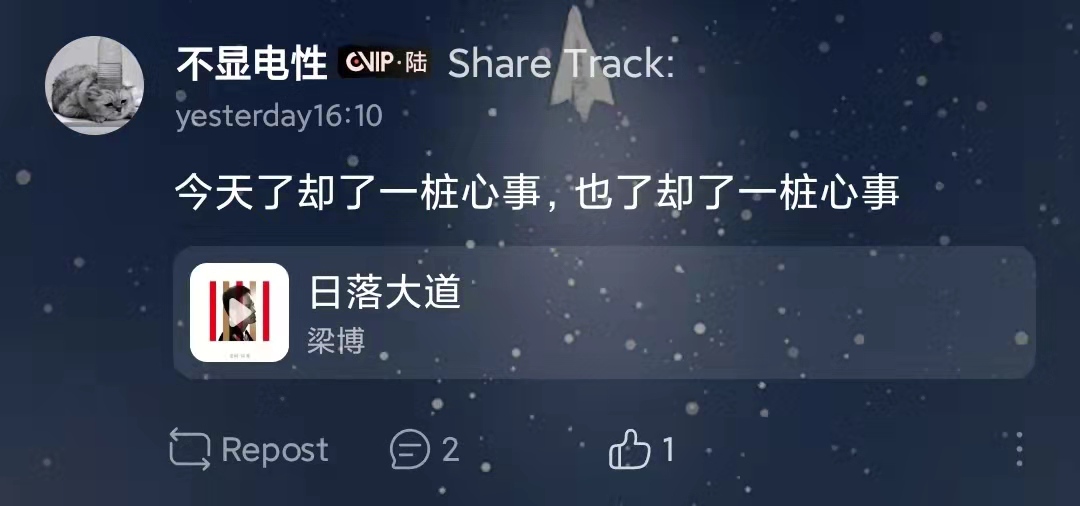 不显电性 CVIP·陆 Share Track:
yesterday16:10
今天了却了一桩心事，也了却了一桩心事
日落大道
梁博
Repost 2 1